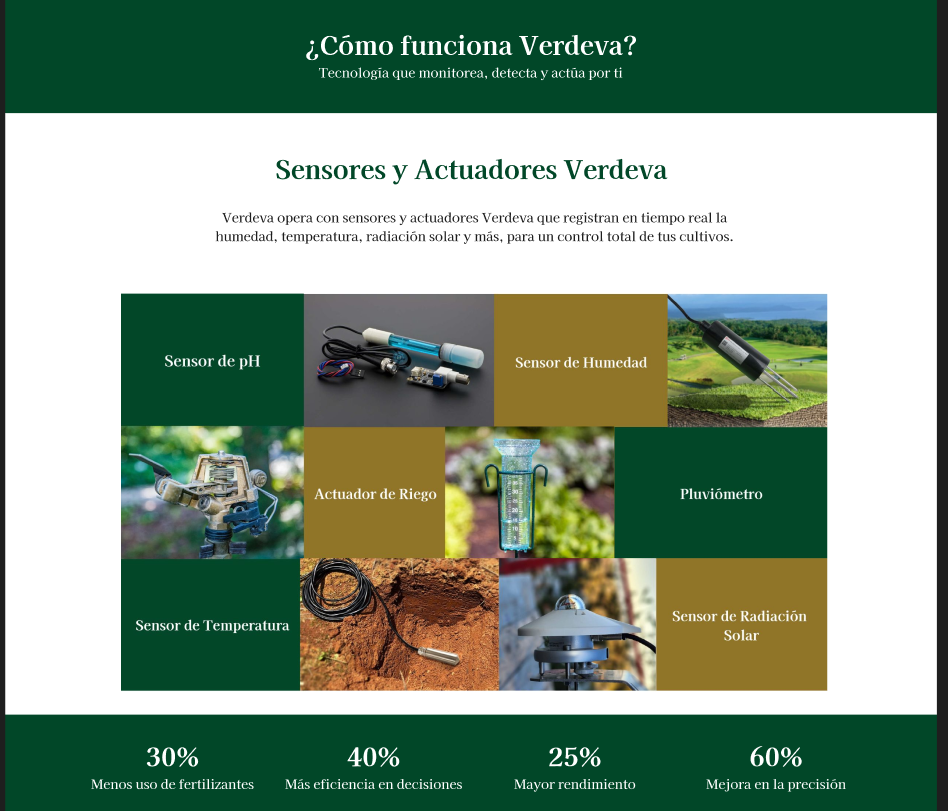 ¿Cómo funciona Verdeva?
Tecnología que monitorea, detecta y actúa por ti
Sensores y Actuadores Verdeva
Verdeva opera con sensores y actuadores Verdeva que registran en tiempo real la
humedad, temperatura, radiación solar y más, para un control total de tus cultivos.
Sensor de pH
Sensor de Humedad
Actuador de Riego
Pluviómetro
Sensor de Temperatura
Sensor de Radiación
Solar
30%
Menos uso de fertilizantes
40%
Más eficiencia en decisiones
25%
Mayor rendimiento
60%
Mejora en la precisión